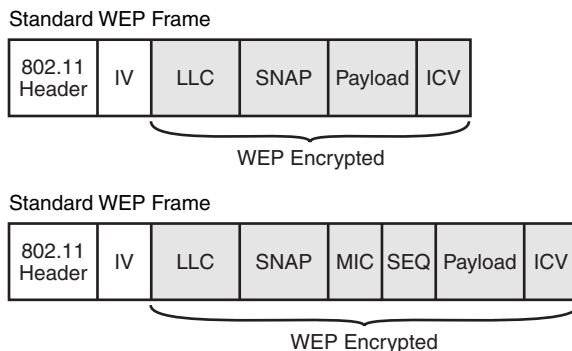 Standard WEP Frame
802.11 Header IV LLC SNAP Payload ICV
WEP Encrypted
Standard WEP Frame
802.11 Header IV LLC SNAP MIC SEQ Payload ICV
WEP Encrypted